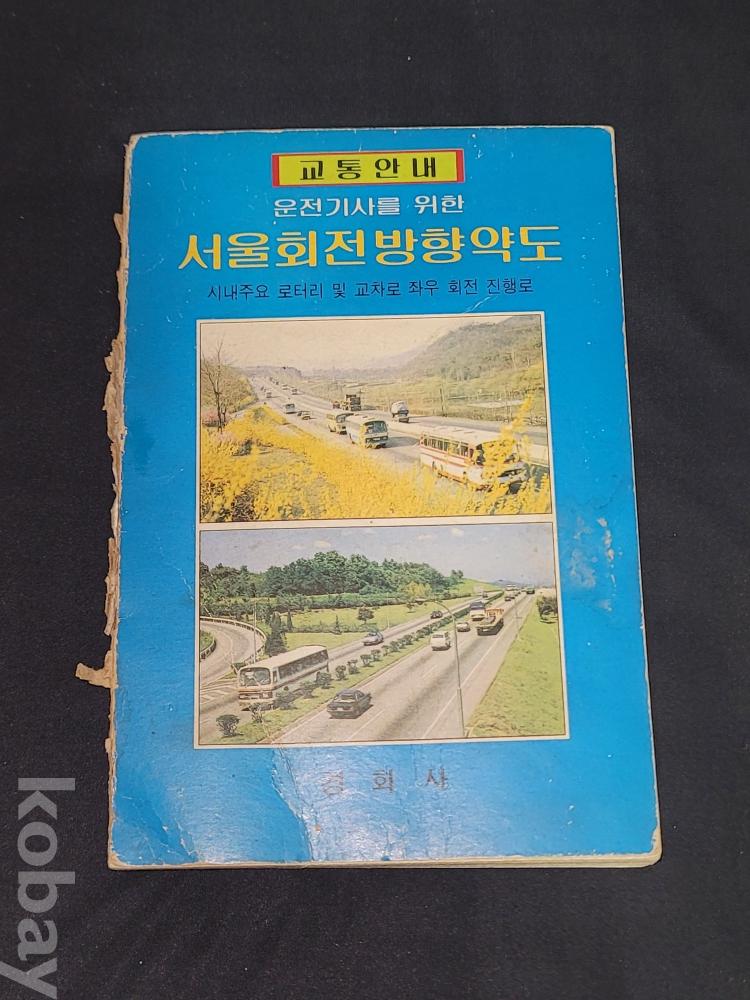 교통안내
운전기사를 위한
서울회전방향약도
시내주요 로터리 및 교차로 좌우 회전 진행로
경화사
kobay